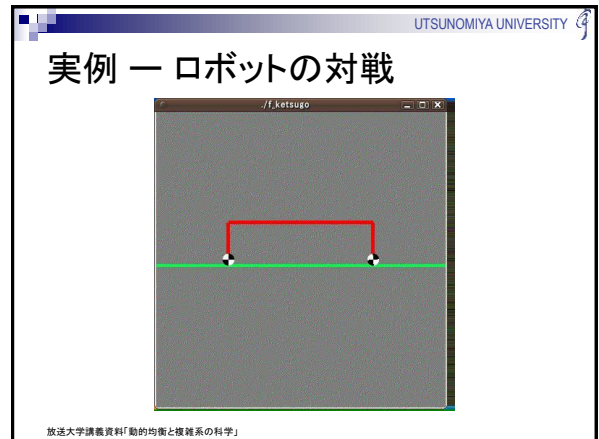 UTSUNOMIYA UNIVERSITY
実例 ー ロボットの対戦
./f_ketsugo
放送大学講義資料「動的均衡と複雑系の科学」